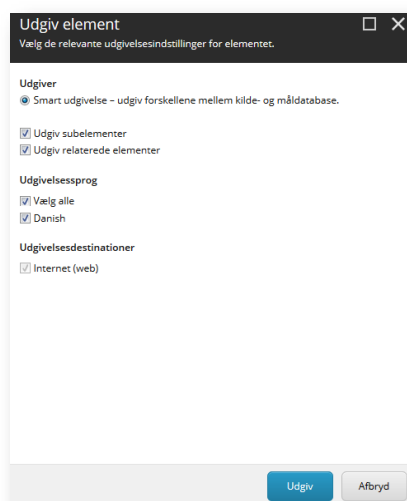 Udgiv element
Vælg de relevante udgivelsesindstillinger for elementet.
Udgiver
Smart udgivelse – udgiv forskellene mellem kilde- og måldatabase.
Udgiv subelementer
Udgiv relaterede elementer
Udgivelsessprog
Vælg alle
Danish
Udgivelsesdestinationer
Internet (web)
Udgiv
Afbryd